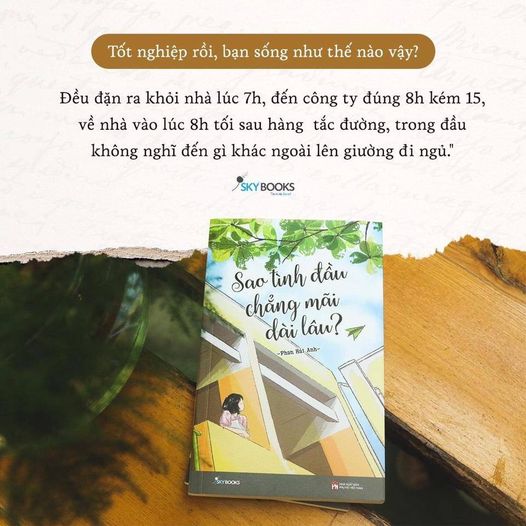 Tốt nghiệp rồi, bạn sống như thế nào vậy?
Đều đặn ra khỏi nhà lúc 7h, đến công ty đúng 8h kém 15,
về nhà vào lúc 8h tối sau hàng tắc đường, trong đầu
không nghĩ đến gì khác ngoài lên giường đi ngủ."
SKYBOOKS
Sao tình đầu
chẳng mãi
dài lâu?
-Phan Hải Anh-
SKYBOOKS